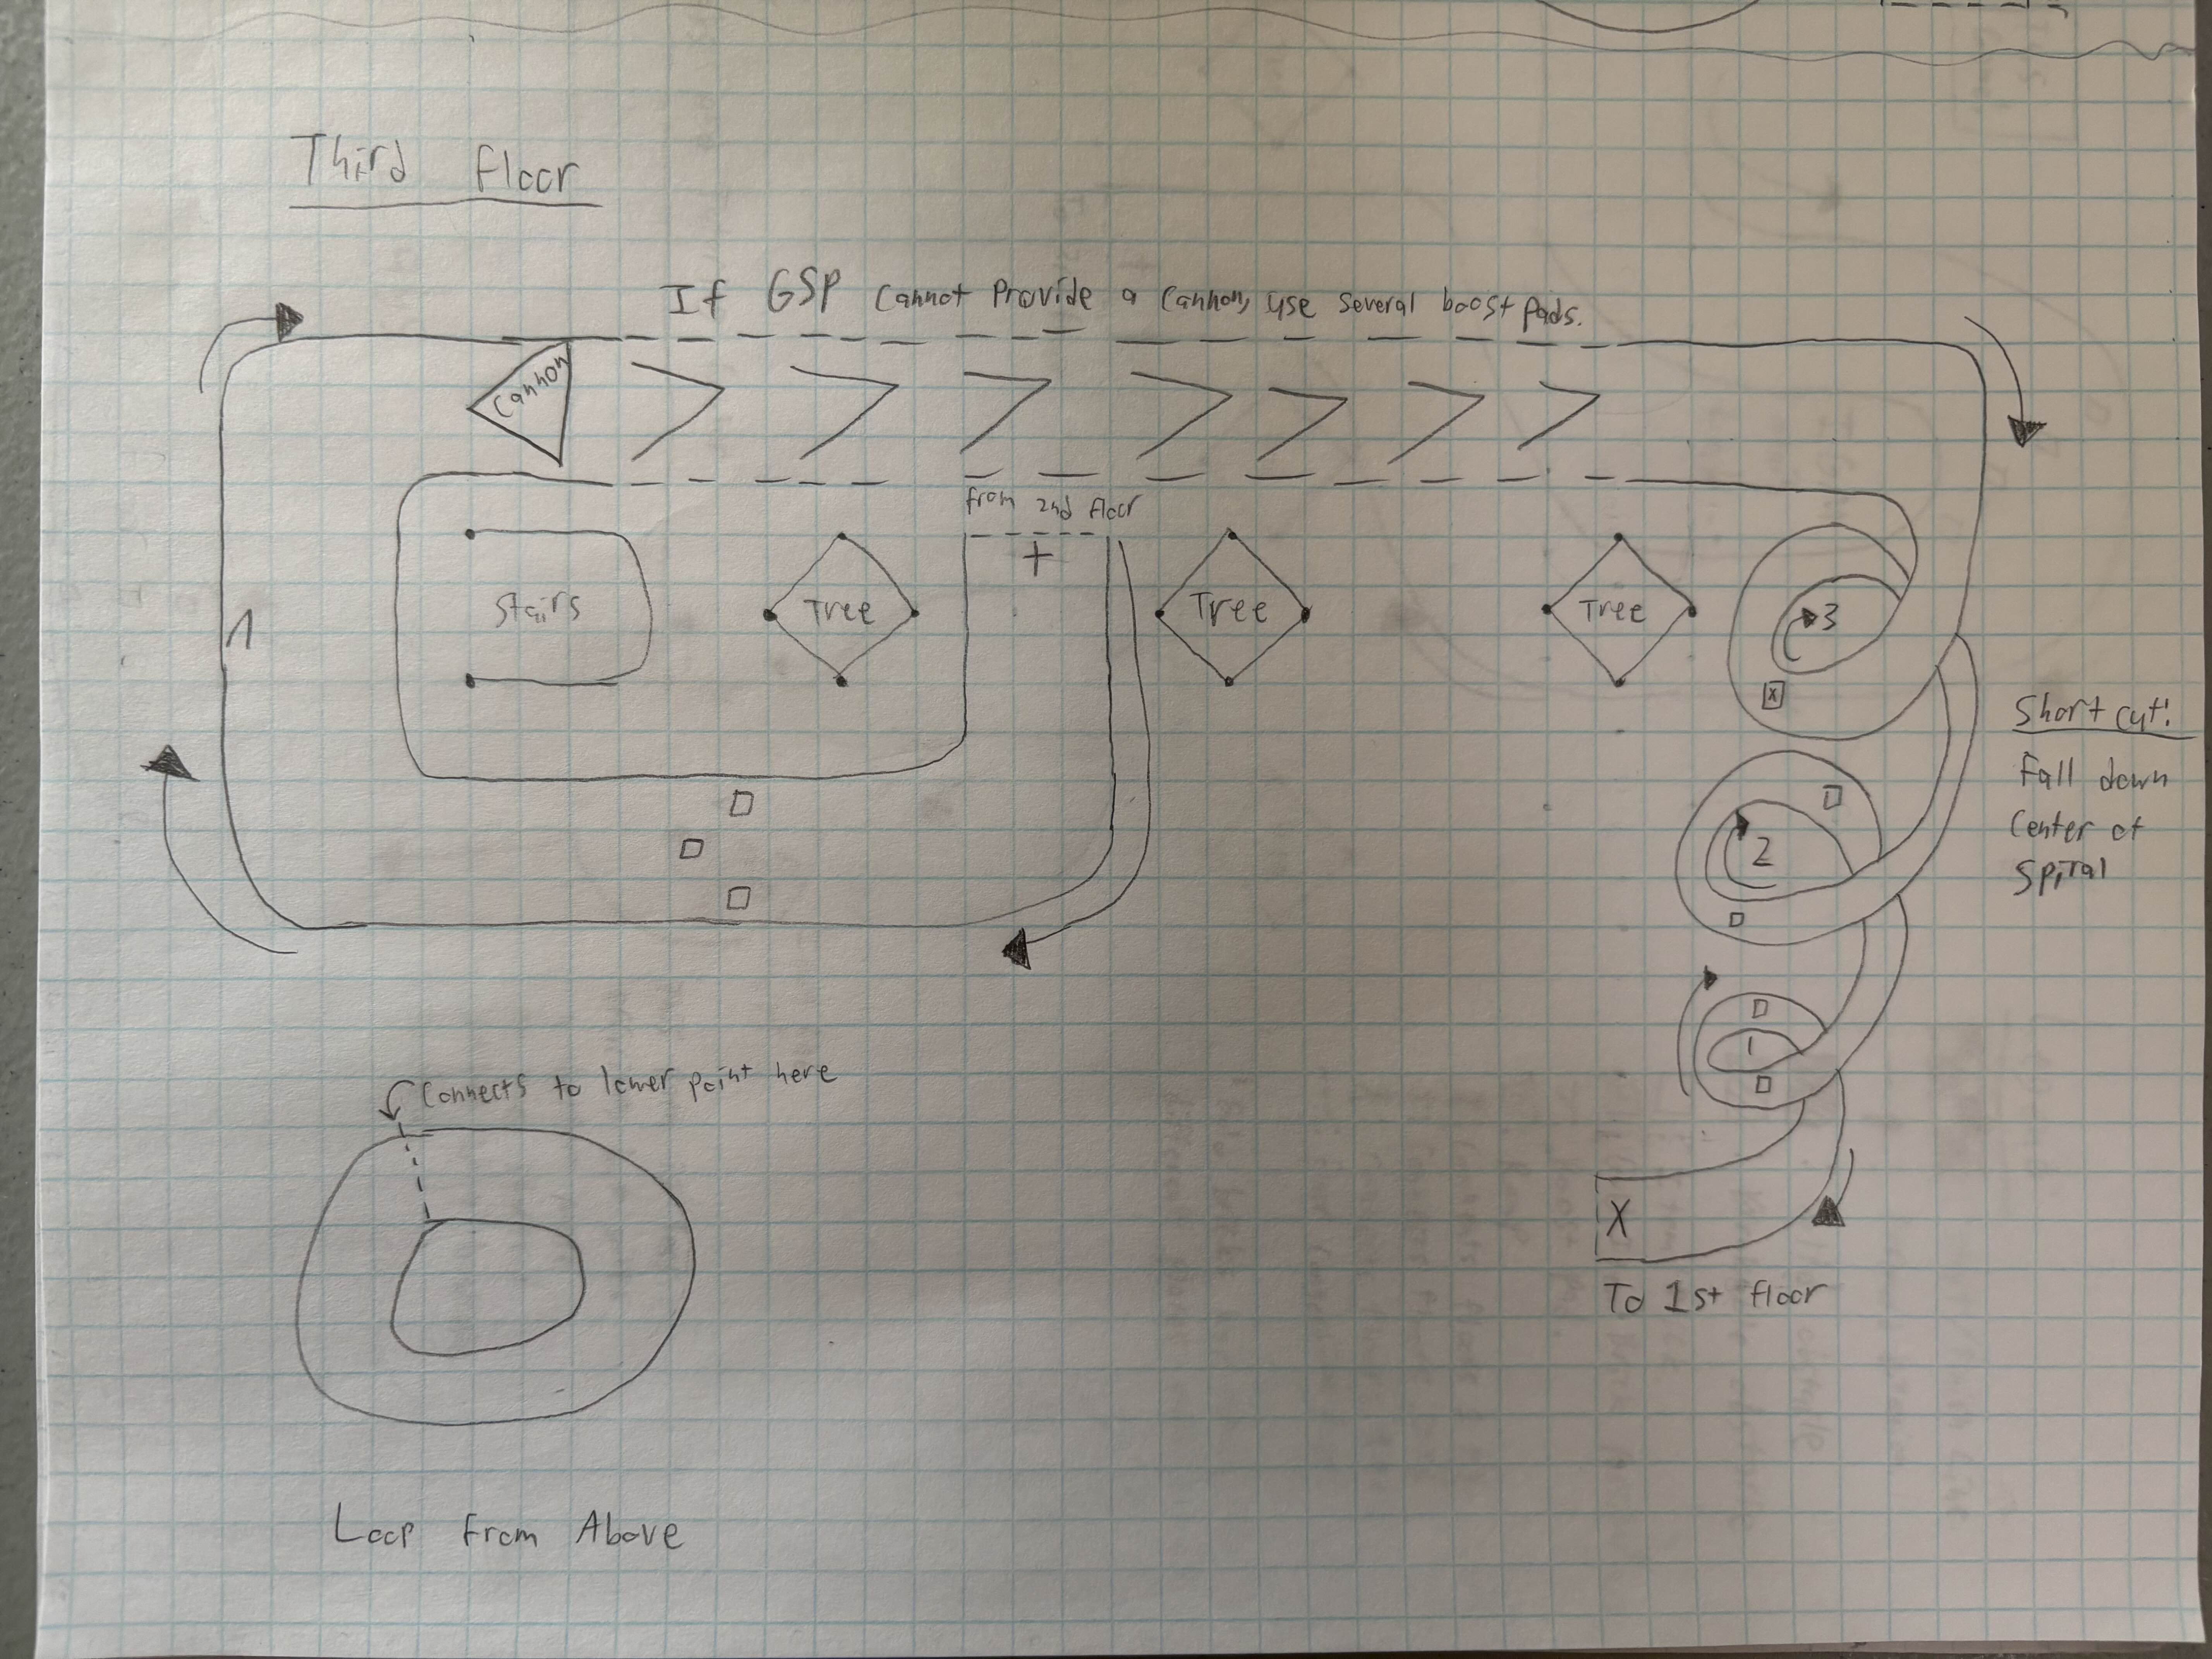 Third Floor
If GSP cannot provide a cannon, use several boost pads.
Cannon
from 2nd floor
+
Stairs
Tree
Tree
Tree
3
1
X
Shortcut!
Fall down
center of
spiral
2
1
Connects to lower point here
X
To 1st floor
Loop From Above